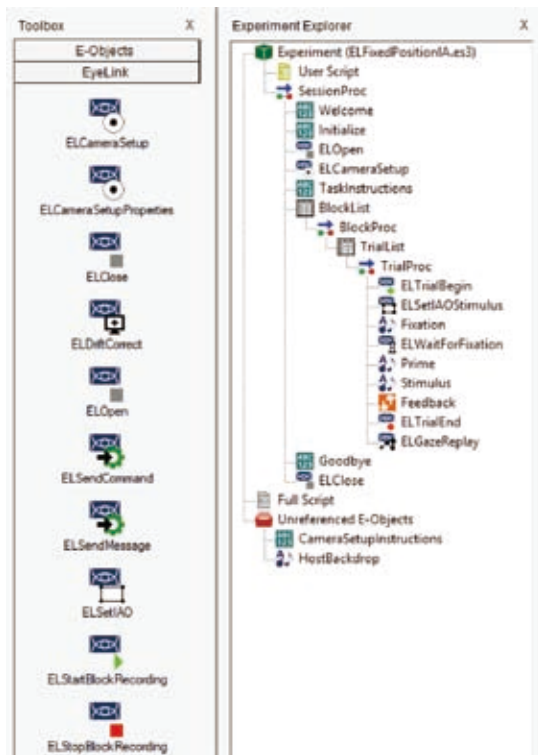 Toolbox X
E-Objects
EyeLink
ELCameraSetup
ELCameraSetupProperties
ELClose
ELDriftCorrect
ELOpen
ELSendCommand
ELSendMessage
ELSetIAO
ELStartBlockRecording
ELStopBlockRecording
Experiment Explorer X
Experiment (ELFixedPositionIA.es3)
User Script
SessionProc
Welcome
Initialize
ELOpen
ELCameraSetup
TaskInstructions
BlockList
BlockProc
TrialList
TrialProc
ELTrialBegin
ELSetIAOStimulus
Fixation
ELWaitForFixation
Prime
Stimulus
Feedback
ELTrialEnd
ELGazeReplay
Goodbye
ELClose
Full Script
Unreferenced E-Objects
CameraSetupInstructions
HostBackdrop